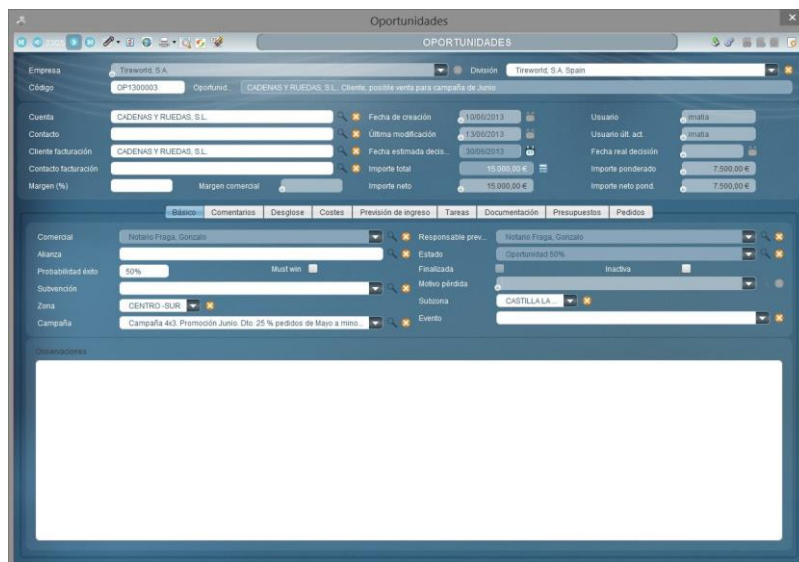 Oportunidades
OPORTUNIDADES
Empresa Tireworld, S.A. División Tireworld, S.A. Spain
Código OP1300003 Oportunid... CADENAS Y RUEDAS, S.L. Cliente, posible venta para campaña de Junio
Cuenta CADENAS Y RUEDAS, S.L. Fecha de creación 10/06/2013 Usuario imatia
Contacto Última modificación 13/06/2013 Usuario últ. act. imatia
Cliente facturación CADENAS Y RUEDAS, S.L. Fecha estimada decis... 30/06/2013 Fecha real decisión
Contacto facturación Importe total 15.000,00 € Importe ponderado 7.500,00 €
Margen (%) Margen comercial Importe neto 15.000,00 € Importe neto pond. 7.500,00 €
Básico Comentarios Desglose Costes Previsión de ingreso Tareas Documentación Presupuestos Pedidos
Comercial Notario Fraga, Gonzalo Responsable prev... Notario Fraga, Gonzalo
Alianza Estado Oportunidad 50%
Probabilidad éxito 50% Must win Finalizada Inactiva
Subvención Motivo pérdida
Zona CENTRO -SUR Subzona CASTILLA LA ...
Campaña Campaña 4x3. Promoción Junio. Dto. 25 % pedidos de Mayo a mino... Evento
Observaciones